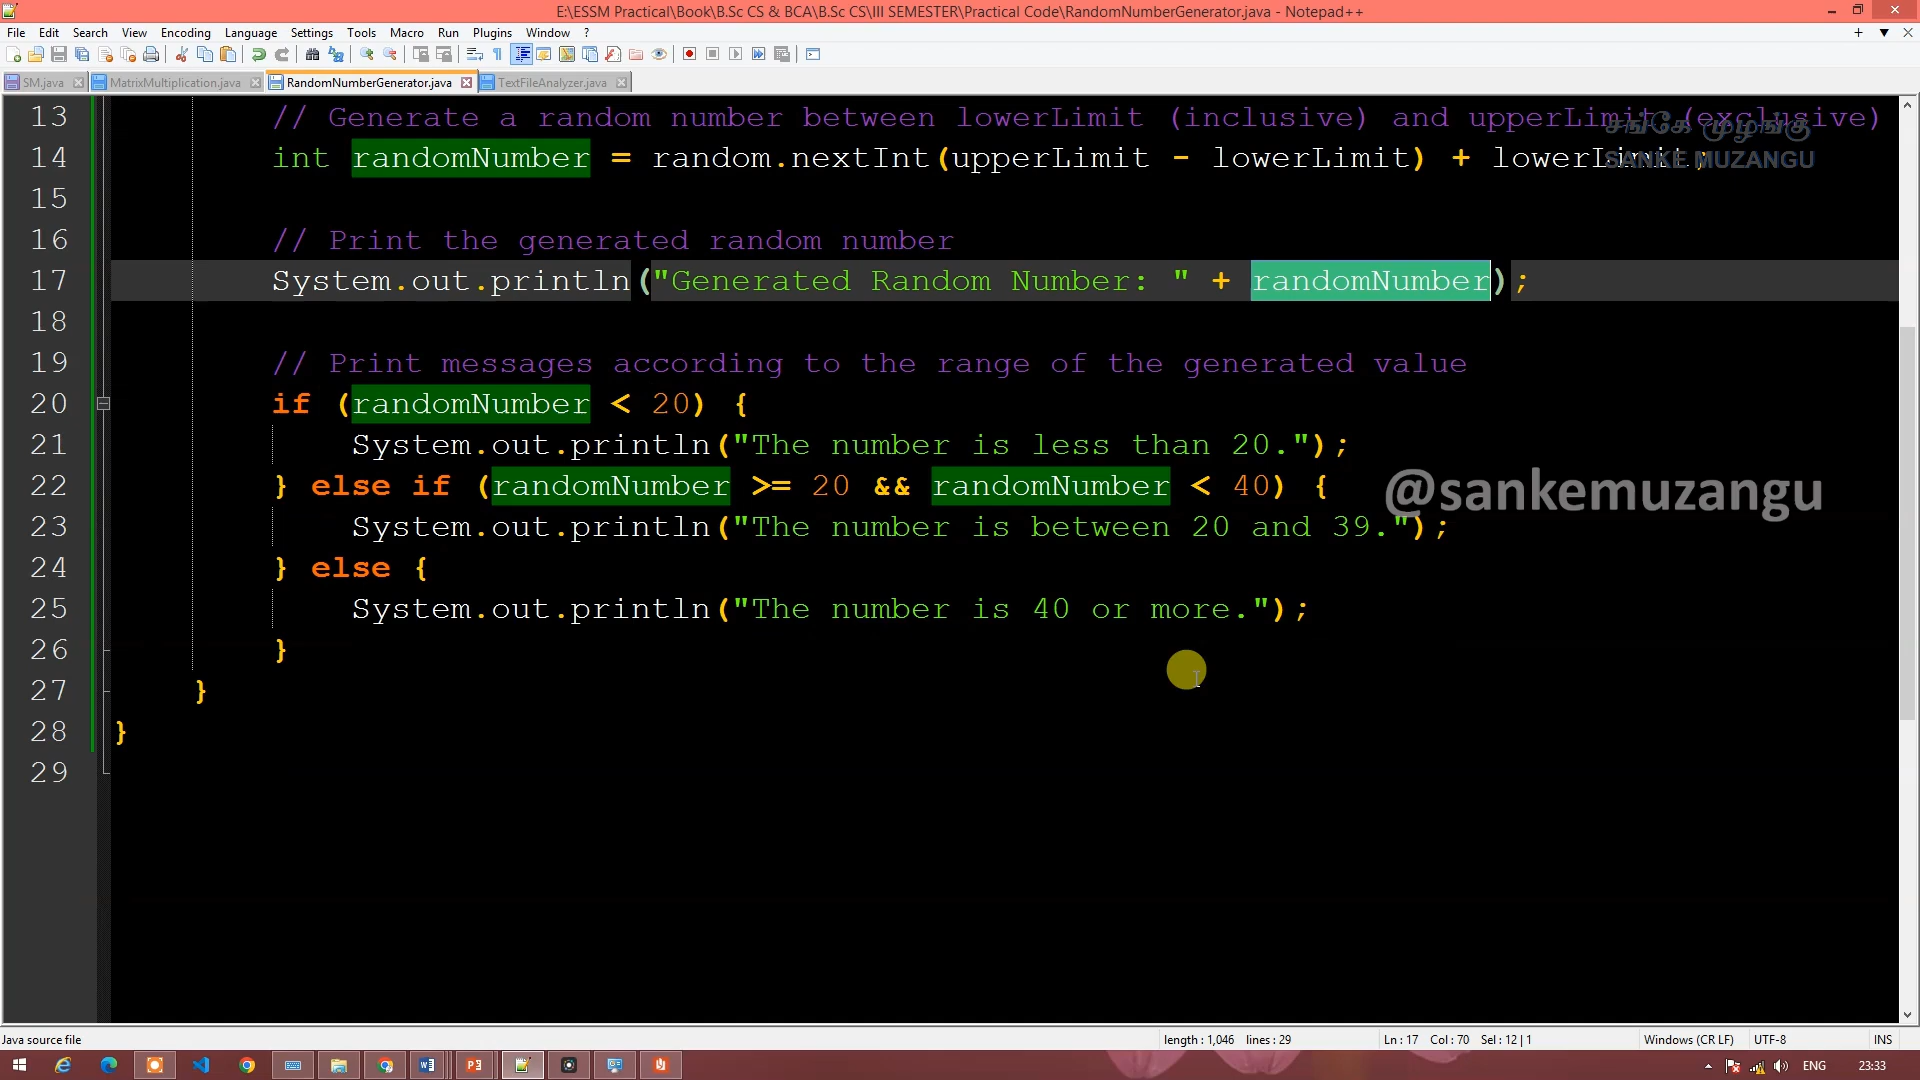 E:\ESSM Practical\Book\B.Sc CS & BCA\B.Sc CS\III SEMESTER\Practical Code\RandomNumberGenerator.java - Notepad++
File Edit Search View Encoding Language Settings Tools Macro Run Plugins Window ?
SM.java MatrixMultiplication.java RandomNumberGenerator.java TextFileAnalyzer.java
13 // Generate a random number between lowerLimit (inclusive) and upperLimit (exclusive)
சங்கே முழங்கு
14 int randomNumber = random.nextInt(upperLimit - lowerLimit) + lowerLimit;
SANKE MUZANGU
15
16 // Print the generated random number
17 System.out.println("Generated Random Number: " + randomNumber);
18
19 // Print messages according to the range of the generated value
20 if (randomNumber < 20) {
21 System.out.println("The number is less than 20.");
22 } else if (randomNumber >= 20 && randomNumber < 40) {
@sankemuzangu
23 System.out.println("The number is between 20 and 39.");
24 } else {
25 System.out.println("The number is 40 or more.");
26 }
27 }
28 }
29
Java source file length : 1,046 lines : 29 Ln : 17 Col : 70 Sel : 12 | 1 Windows (CR LF) UTF-8 INS
ENG 23:33